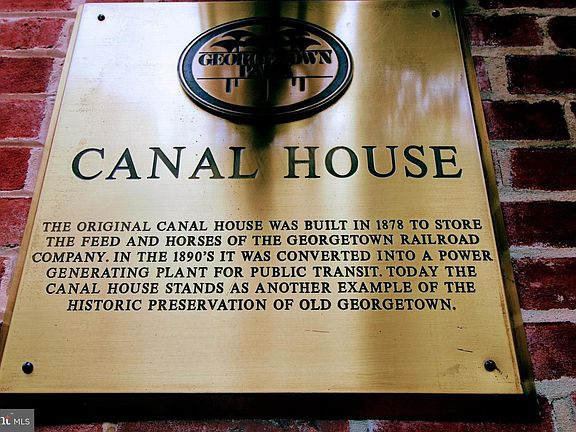 GEORGETOWN
PARK
CANAL HOUSE
THE ORIGINAL CANAL HOUSE WAS BUILT IN 1878 TO STORE
THE FEED AND HORSES OF THE GEORGETOWN RAILROAD
COMPANY. IN THE 1890'S IT WAS CONVERTED INTO A POWER
GENERATING PLANT FOR PUBLIC TRANSIT. TODAY THE
CANAL HOUSE STANDS AS ANOTHER EXAMPLE OF THE
HISTORIC PRESERVATION OF OLD GEORGETOWN.
MLS